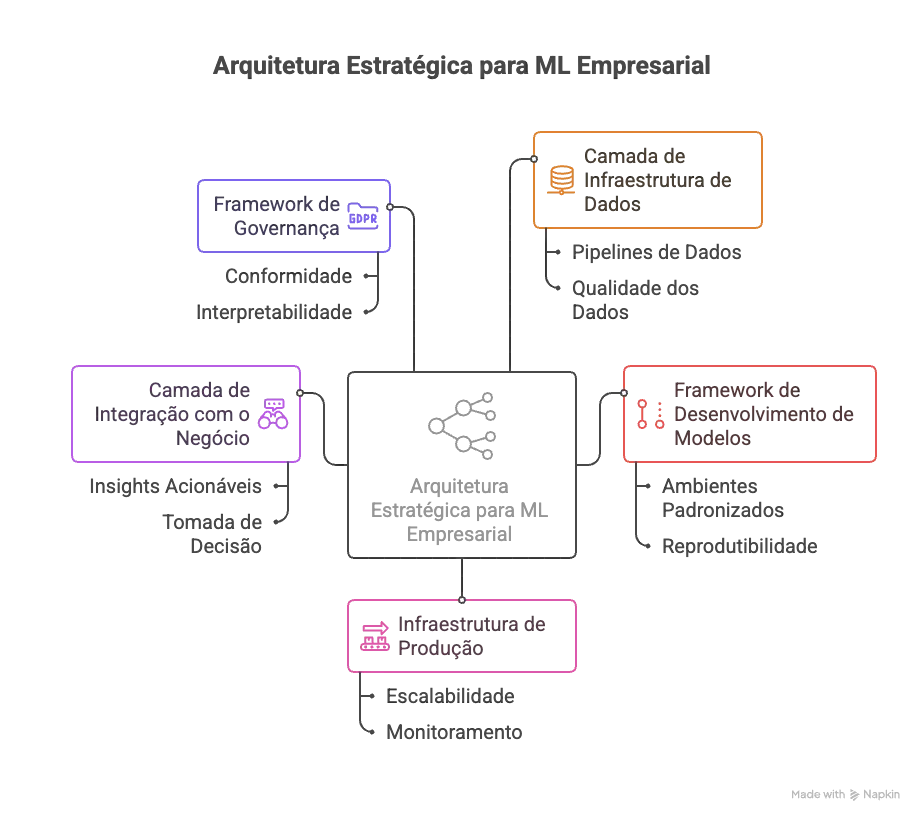 Arquitetura Estratégica para ML Empresarial
Camada de
Infraestrutura de
Dados
Pipelines de Dados
Qualidade dos
Dados
Framework de
Governança
GDPR
Conformidade
Interpretabilidade
Camada de
Integração com o
Negócio
Insights Acionáveis
Tomada de
Decisão
Arquitetura
Estratégica para ML
Empresarial
Framework de
Desenvolvimento de
Modelos
Ambientes
Padronizados
Reprodutibilidade
Infraestrutura de
Produção
Escalabilidade
Monitoramento
Made with Napkin